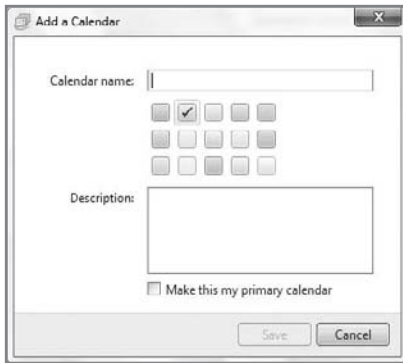 Add a Calendar
Calendar name:
Description:
Make this my primary calendar
Save Cancel